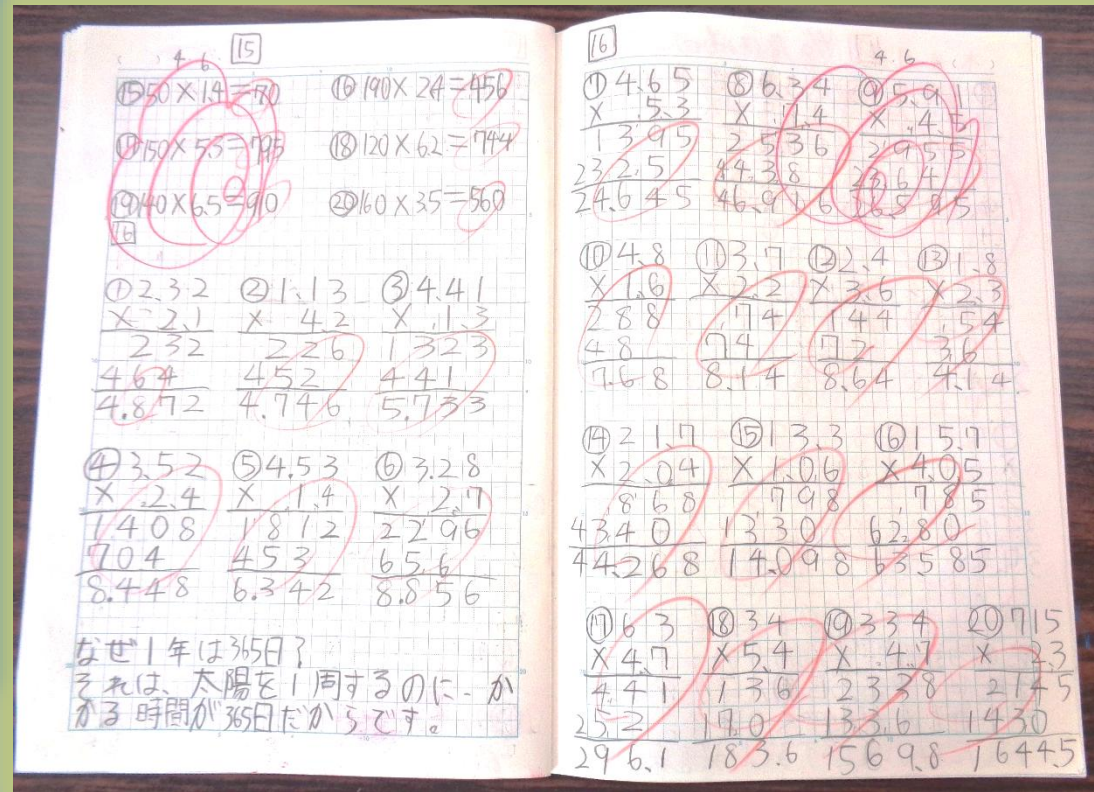 4.6
15
⑮50×1.4=70 ⑯190×2.4=456
⑰150×5.3=795 ⑱120×6.2=744
⑲140×6.5=910 ⑳160×3.5=560
16
①2.32 ②1.13 ③4.41
×2.1 ×4.2 ×1.3
232 226 1323
464 452 441
4.872 4.746 5.733
④3.52 ⑤4.53 ⑥3.28
×2.4 ×1.4 ×2.7
1408 1812 2296
704 453 656
8.448 6.342 8.856
なぜ1年は365日?
それは、太陽を1周するのに、か
かる時間が365日だからです。
16
4.6
4.65 ⑧6.34 ⑨5.91
×5.3 ×7.4 ×4.5
1395 2536 2955
2325 4438 2364
24.645 46.916 26.595
⑩4.8 ⑪3.7 ⑫2.4 ⑬1.8
×1.6 ×2.2 ×3.6 ×2.3
288 74 144 54
48 74 72 36
7.68 8.14 8.64 4.14
⑭21.7 ⑮13.3 ⑯15.7
×2.04 ×1.06 ×4.05
868 798 785
4340 1330 6280
44.268 14.098 63.585
⑰63 ⑱34 ⑲334 ⑳715
×4.7 ×5.4 ×4.7 ×2.3
441 136 2338 2145
252 170 1336 1430
296.1 183.6 1569.8 1644.5